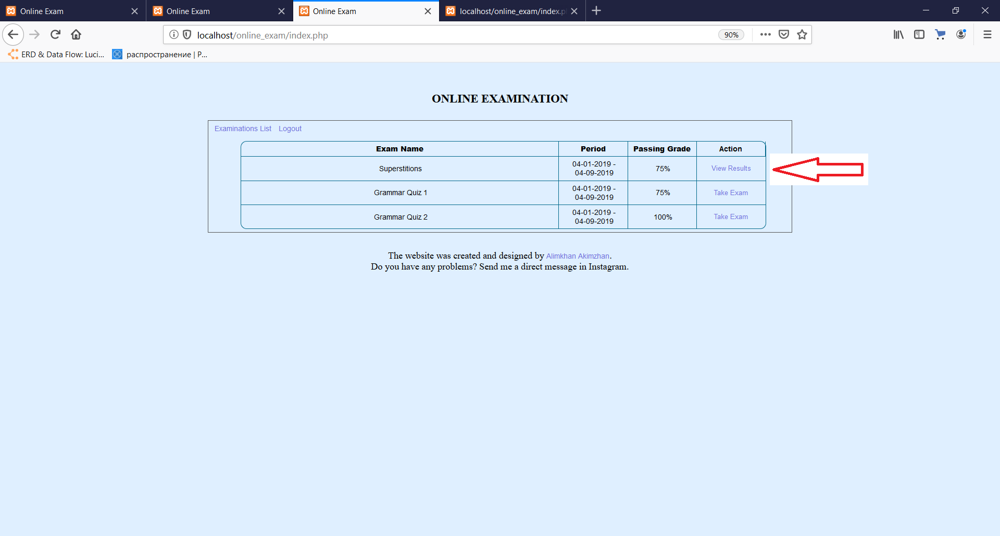 Online Exam
Online Exam
Online Exam
localhost/online_exam/index.p
localhost/online_exam/index.php
90%
ERD & Data Flow: Luci...
распространение | P...
ONLINE EXAMINATION
Examinations List Logout
Exam Name Period Passing Grade Action
Superstitions 04-01-2019 - 04-09-2019 75% View Results
Grammar Quiz 1 04-01-2019 - 04-09-2019 75% Take Exam
Grammar Quiz 2 04-01-2019 - 04-09-2019 100% Take Exam
The website was created and designed by Alimkhan Akimzhan.
Do you have any problems? Send me a direct message in Instagram.